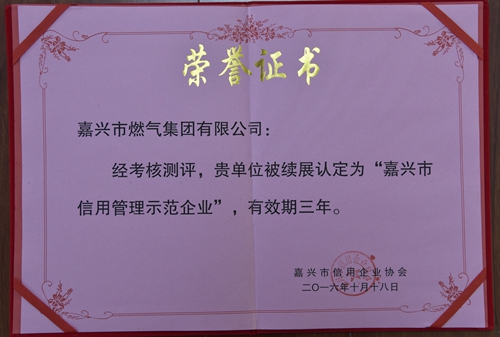 荣誉证书
嘉兴市燃气集团有限公司：
经考核测评，贵单位被续展认定为“嘉兴市
信用管理示范企业”，有效期三年。
嘉兴市信用企业协会
二〇一六年十月十八日